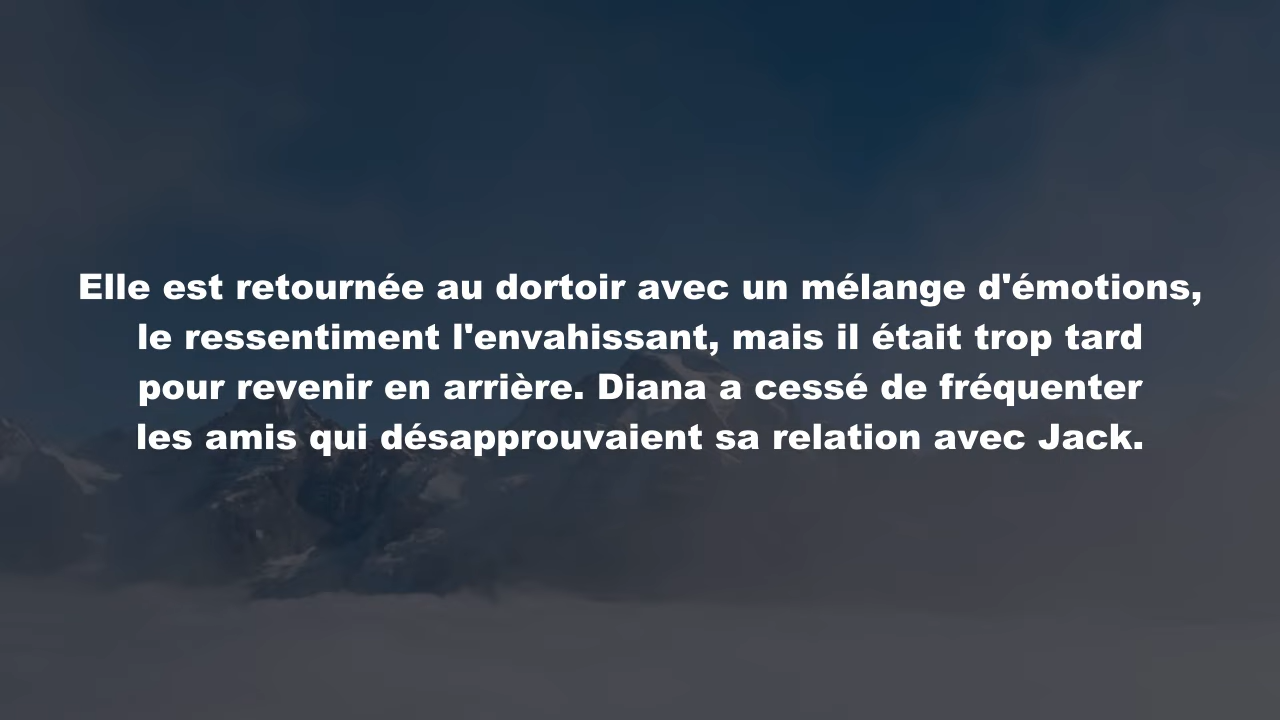 Elle est retournée au dortoir avec un mélange d'émotions,
le ressentiment l'envahissant, mais il était trop tard
pour revenir en arrière. Diana a cessé de fréquenter
les amis qui désapprouvaient sa relation avec Jack.